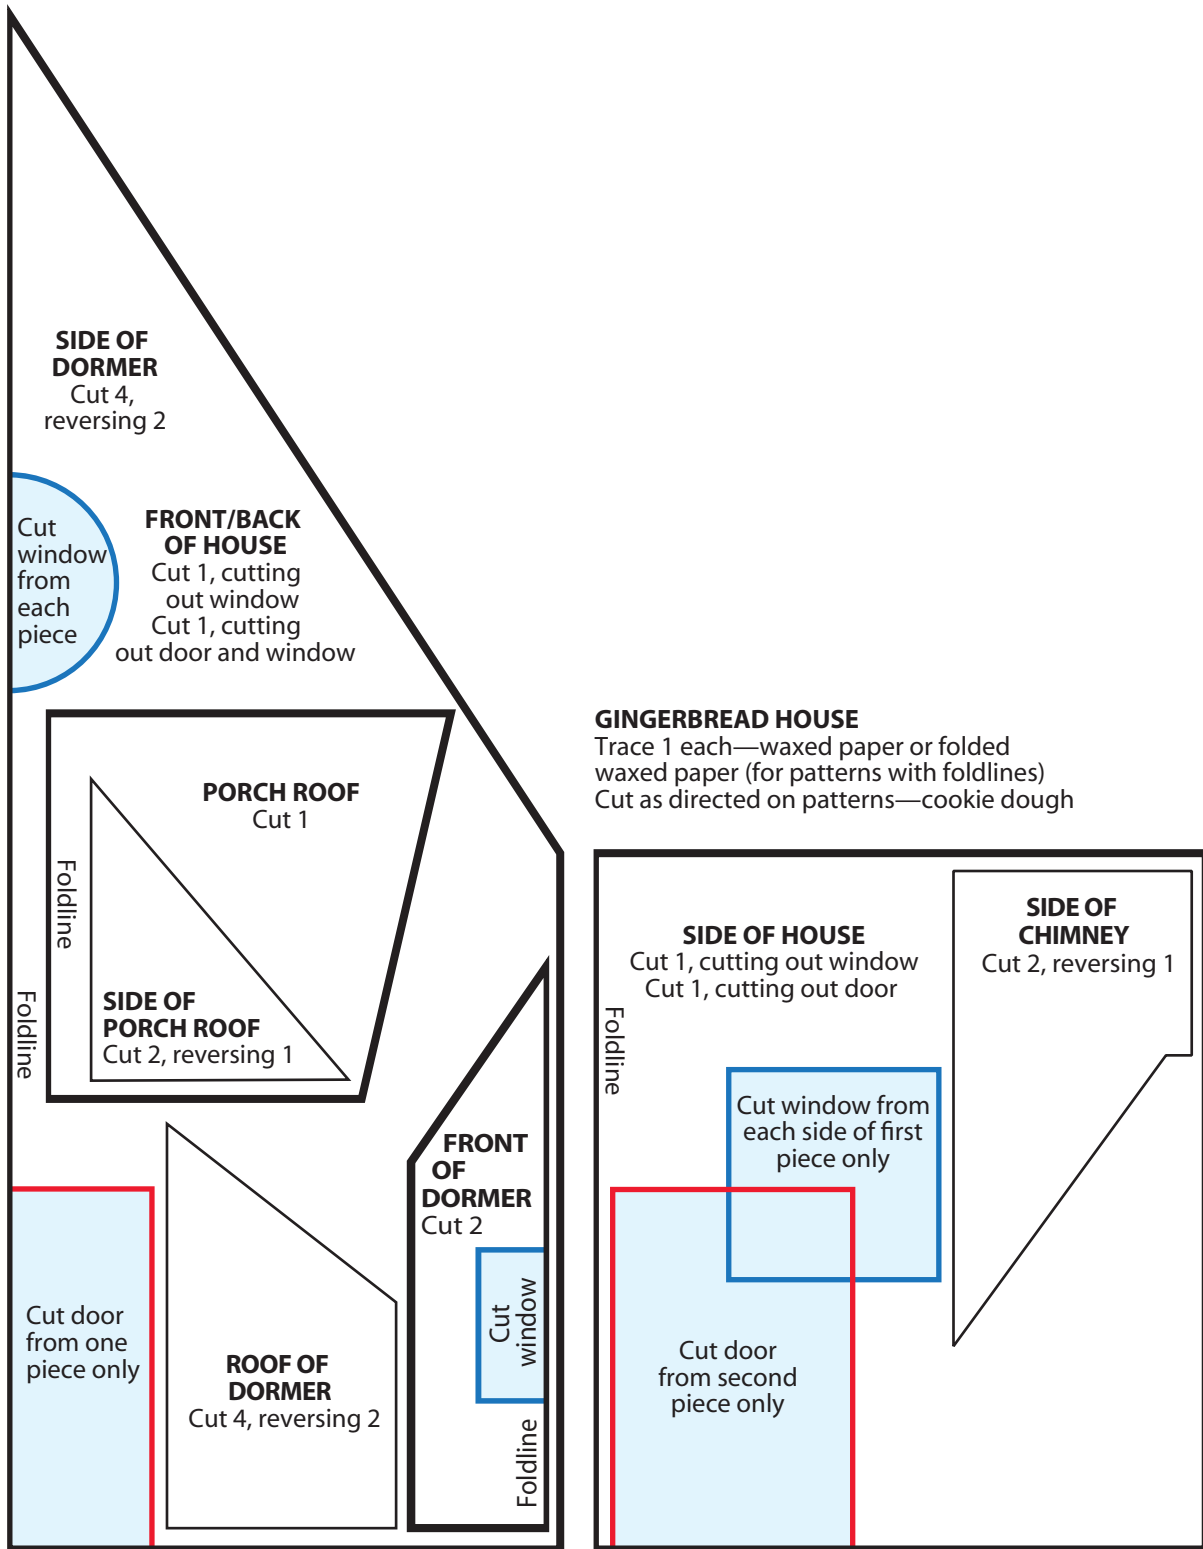 SIDE OF
DORMER
Cut 4,
reversing 2
Cut
window
from
each
piece
FRONT/BACK
OF HOUSE
Cut 1, cutting
out window
Cut 1, cutting
out door and window
PORCH ROOF
Cut 1
Foldline
SIDE OF
PORCH ROOF
Cut 2, reversing 1
Foldline
FRONT
OF
DORMER
Cut 2
Cut
window
Foldline
Cut door
from one
piece only
ROOF OF
DORMER
Cut 4, reversing 2
GINGERBREAD HOUSE
Trace 1 each—waxed paper or folded
waxed paper (for patterns with foldlines)
Cut as directed on patterns—cookie dough
SIDE OF HOUSE
Cut 1, cutting out window
Cut 1, cutting out door
Foldline
SIDE OF
CHIMNEY
Cut 2, reversing 1
Cut window from
each side of first
piece only
Cut door
from second
piece only